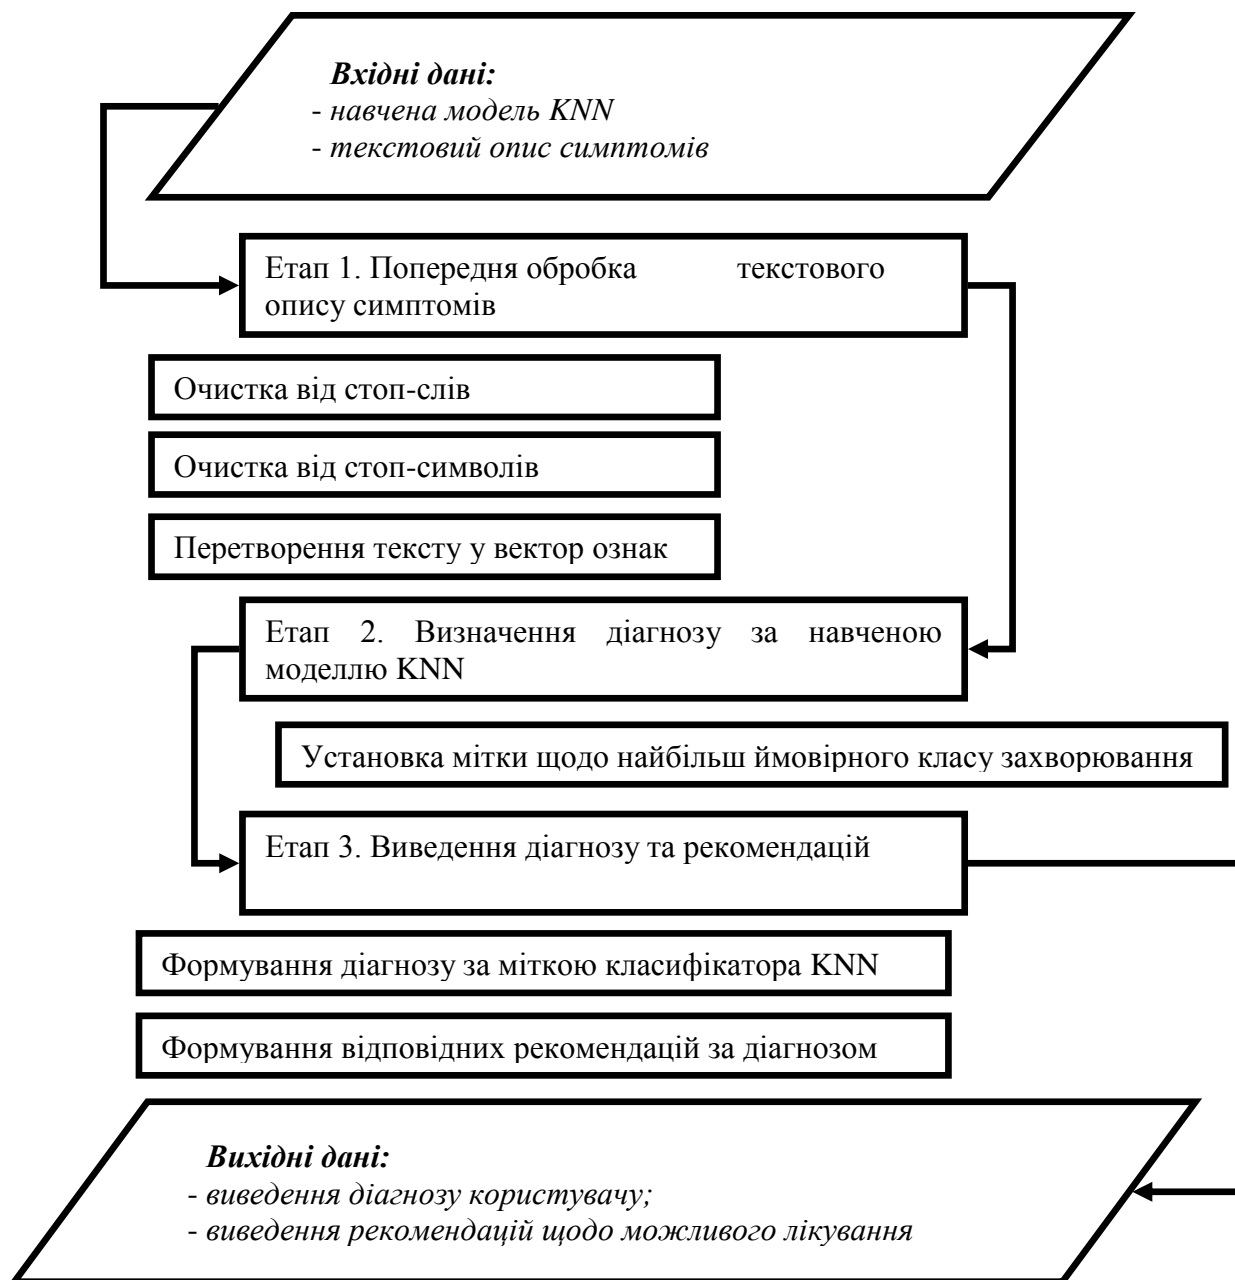 Вхідні дані:
- навчена модель KNN
- текстовий опис симптомів
Етап 1. Попередня обробка текстового
опису симптомів
Очистка від стоп-слів
Очистка від стоп-символів
Перетворення тексту у вектор ознак
Етап 2. Визначення діагнозу за навченою
моделлю KNN
Установка мітки щодо найбільш ймовірного класу захворювання
Етап 3. Виведення діагнозу та рекомендацій
Формування діагнозу за міткою класифікатора KNN
Формування відповідних рекомендацій за діагнозом
Вихідні дані:
- виведення діагнозу користувачу;
- виведення рекомендацій щодо можливого лікування